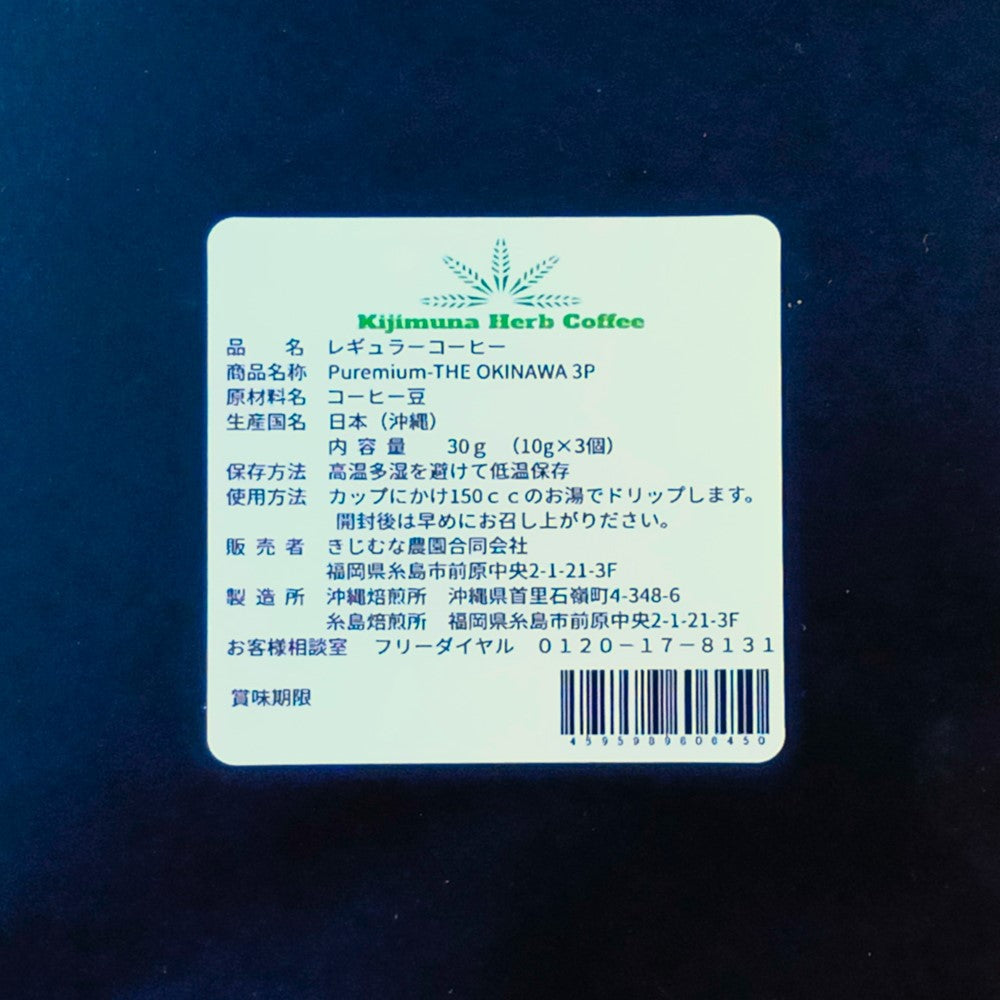 Kijimuna Herb Coffee
品名 レギュラーコーヒー
商品名称 Puremium-THE OKINAWA 3P
原材料名 コーヒー豆
生産国名 日本（沖縄）
内容量 30ｇ （10g×3個）
保存方法 高温多湿を避けて低温保存
使用方法 カップにかけ150ｃｃのお湯でドリップします。
開封後は早めにお召し上がりださい。
販売者 きじむな農園合同会社
福岡県糸島市前原中央2-1-21-3F
製造所 沖縄焙煎所 沖縄県首里石嶺町4-348-6
糸島焙煎所 福岡県糸島市前原中央2-1-21-3F
お客様相談室 フリーダイヤル ０１２０－１７－８１３１
賞味期限
4595989606450